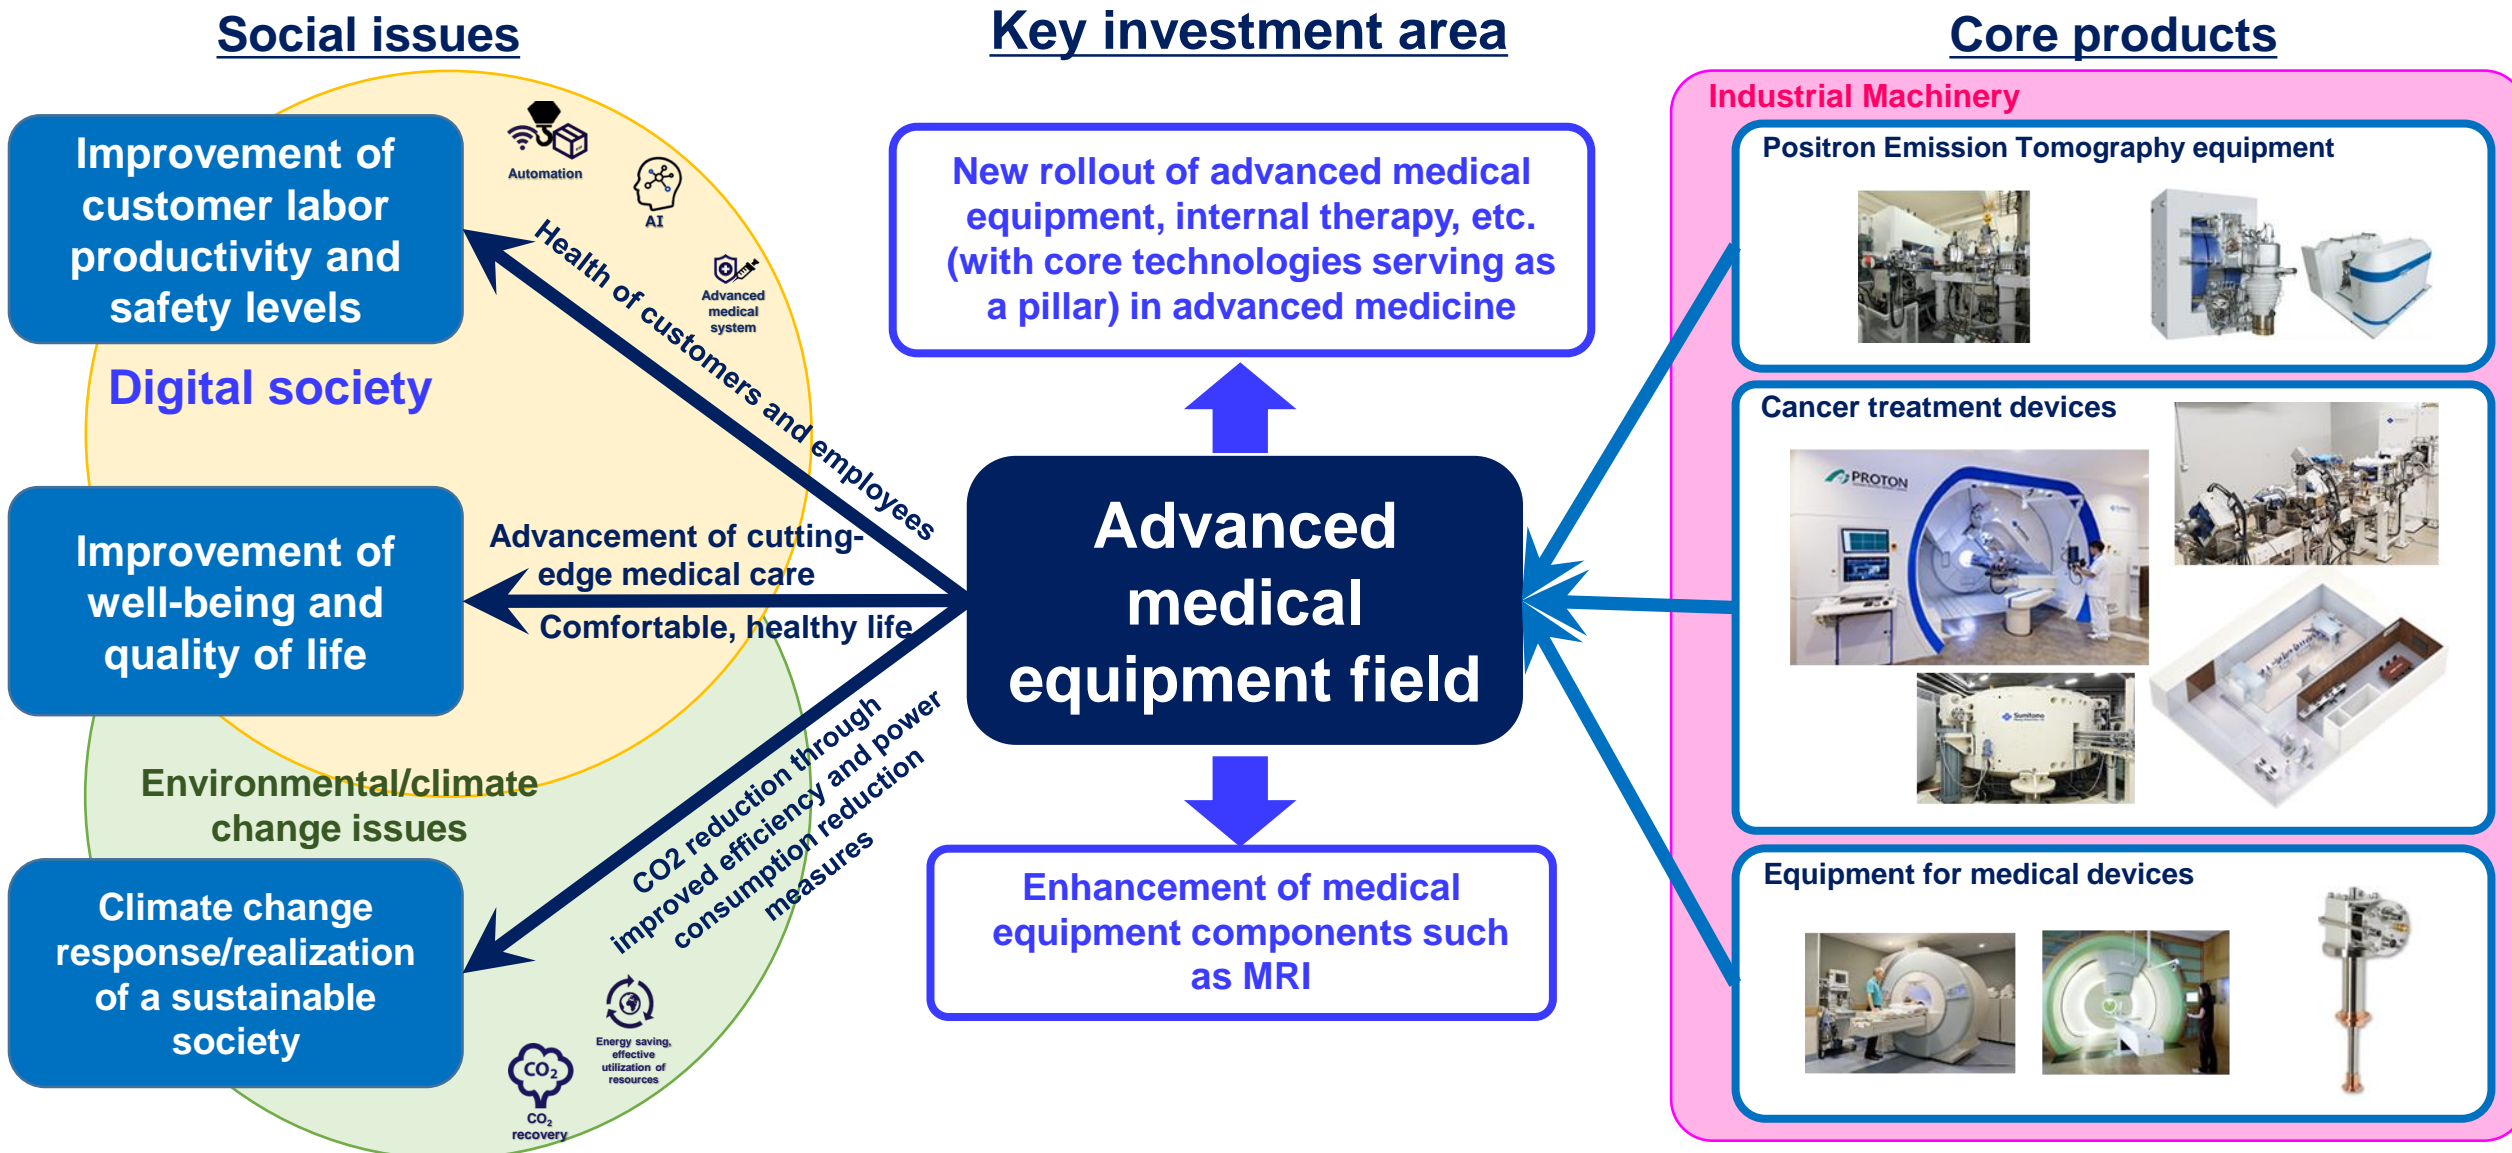 Social issues
Key investment area
Core products
Improvement of
customer labor
productivity and
safety levels
Digital society
Improvement of
well-being and
quality of life
Environmental/climate
change issues
Climate change
response/realization
of a sustainable
society
Automation
AI
Advanced
medical
system
Health of customers and employees
Advancement of cutting-
edge medical care
Comfortable, healthy life
CO2 reduction through
improved efficiency and power
consumption reduction
measures
Energy saving,
effective
utilization of
resources
CO₂
CO₂
recovery
New rollout of advanced medical
equipment, internal therapy, etc.
(with core technologies serving as
a pillar) in advanced medicine
Advanced
medical
equipment field
Enhancement of medical
equipment components such
as MRI
Industrial Machinery
Positron Emission Tomography equipment
Cancer treatment devices
PROTON
Sumitomo
Equipment for medical devices